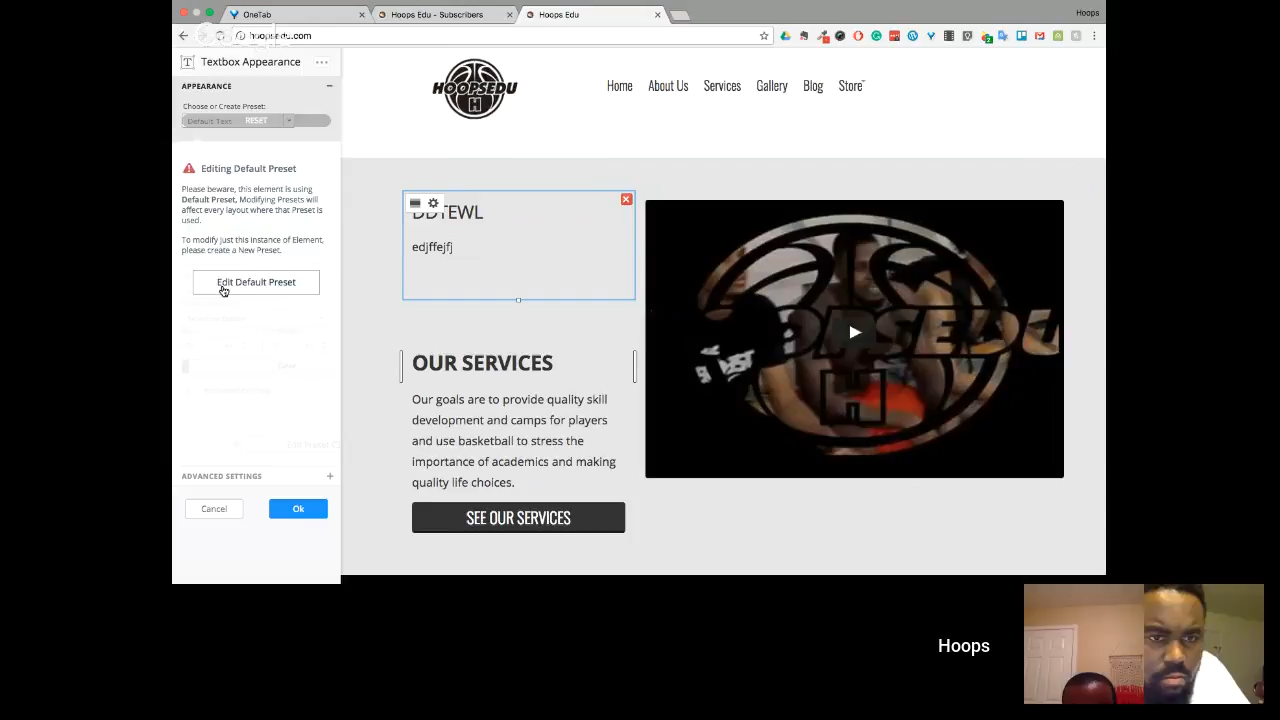 OneTab
Hoops Edu - Subscribers
Hoops Edu
Hoops
hoopsedu.com
Textbox Appearance
APPEARANCE
Choose or Create Preset:
Default Text
RESET
Editing Default Preset
Please beware, this element is using
Default Preset, Modifying Presets will
affect every layout where that Preset is
used.
To modify just this instance of Element,
please create a New Preset.
Edit Default Preset
ADVANCED SETTINGS
Cancel
Ok
HOOPSEDU
H
Home
About Us
Services
Gallery
Blog
Store
DDTEWL
edjffejfj
OUR SERVICES
Our goals are to provide quality skill
development and camps for players
and use basketball to stress the
importance of academics and making
quality life choices.
SEE OUR SERVICES
HOOPSEDU
H
Hoops